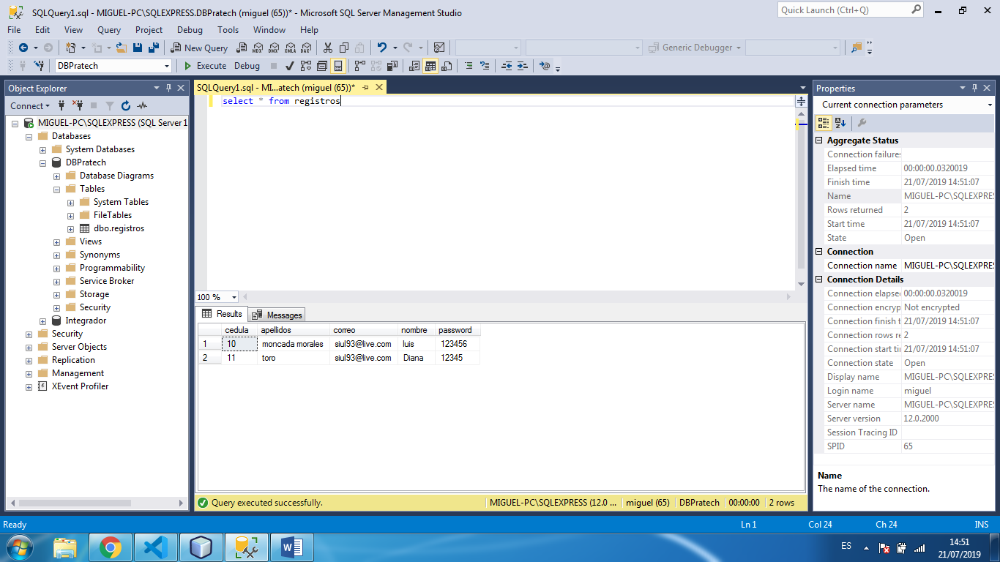 SQLQuery1.sql - MIGUEL-PC\SQLEXPRESS.DBPratech (miguel (65))* - Microsoft SQL Server Management Studio
Quick Launch (Ctrl+Q)
File Edit View Query Project Debug Tools Window Help
New Query MDX DMX XMLA DAX Generic Debugger
DBPratech Execute Debug
Object Explorer
Connect
MIGUEL-PC\SQLEXPRESS (SQL Server 1
Databases
System Databases
DBPratech
Database Diagrams
Tables
System Tables
FileTables
dbo.registros
Views
Synonyms
Programmability
Service Broker
Storage
Security
Integrador
Security
Server Objects
Replication
Management
XEvent Profiler
SQLQuery1.sql - MI...atech (miguel (65))*
select * from registros
100 %
Results Messages
cedula apellidos correo nombre password
1 10 moncada morales siul93@live.com luis 123456
2 11 toro siul93@live.com Diana 12345
Query executed successfully. MIGUEL-PC\SQLEXPRESS (12.0 ... miguel (65) DBPratech 00:00:00 2 rows
Properties
Current connection parameters
Aggregate Status
Connection failures
Elapsed time 00:00:00.0320019
Finish time 21/07/2019 14:51:07
Name MIGUEL-PC\SQLEXPRES
Rows returned 2
Start time 21/07/2019 14:51:07
State Open
Connection
Connection name MIGUEL-PC\SQLEXPRES
Connection Details
Connection elapse 00:00:00.0320019
Connection encryp Not encrypted
Connection finish t 21/07/2019 14:51:07
Connection rows re 2
Connection start tir 21/07/2019 14:51:07
Connection state Open
Display name MIGUEL-PC\SQLEXPRES
Login name miguel
Server name MIGUEL-PC\SQLEXPRES
Server version 12.0.2000
Session Tracing ID
SPID 65
Name
The name of the connection.
Ready Ln 1 Col 24 Ch 24 INS
ES 14:51
21/07/2019